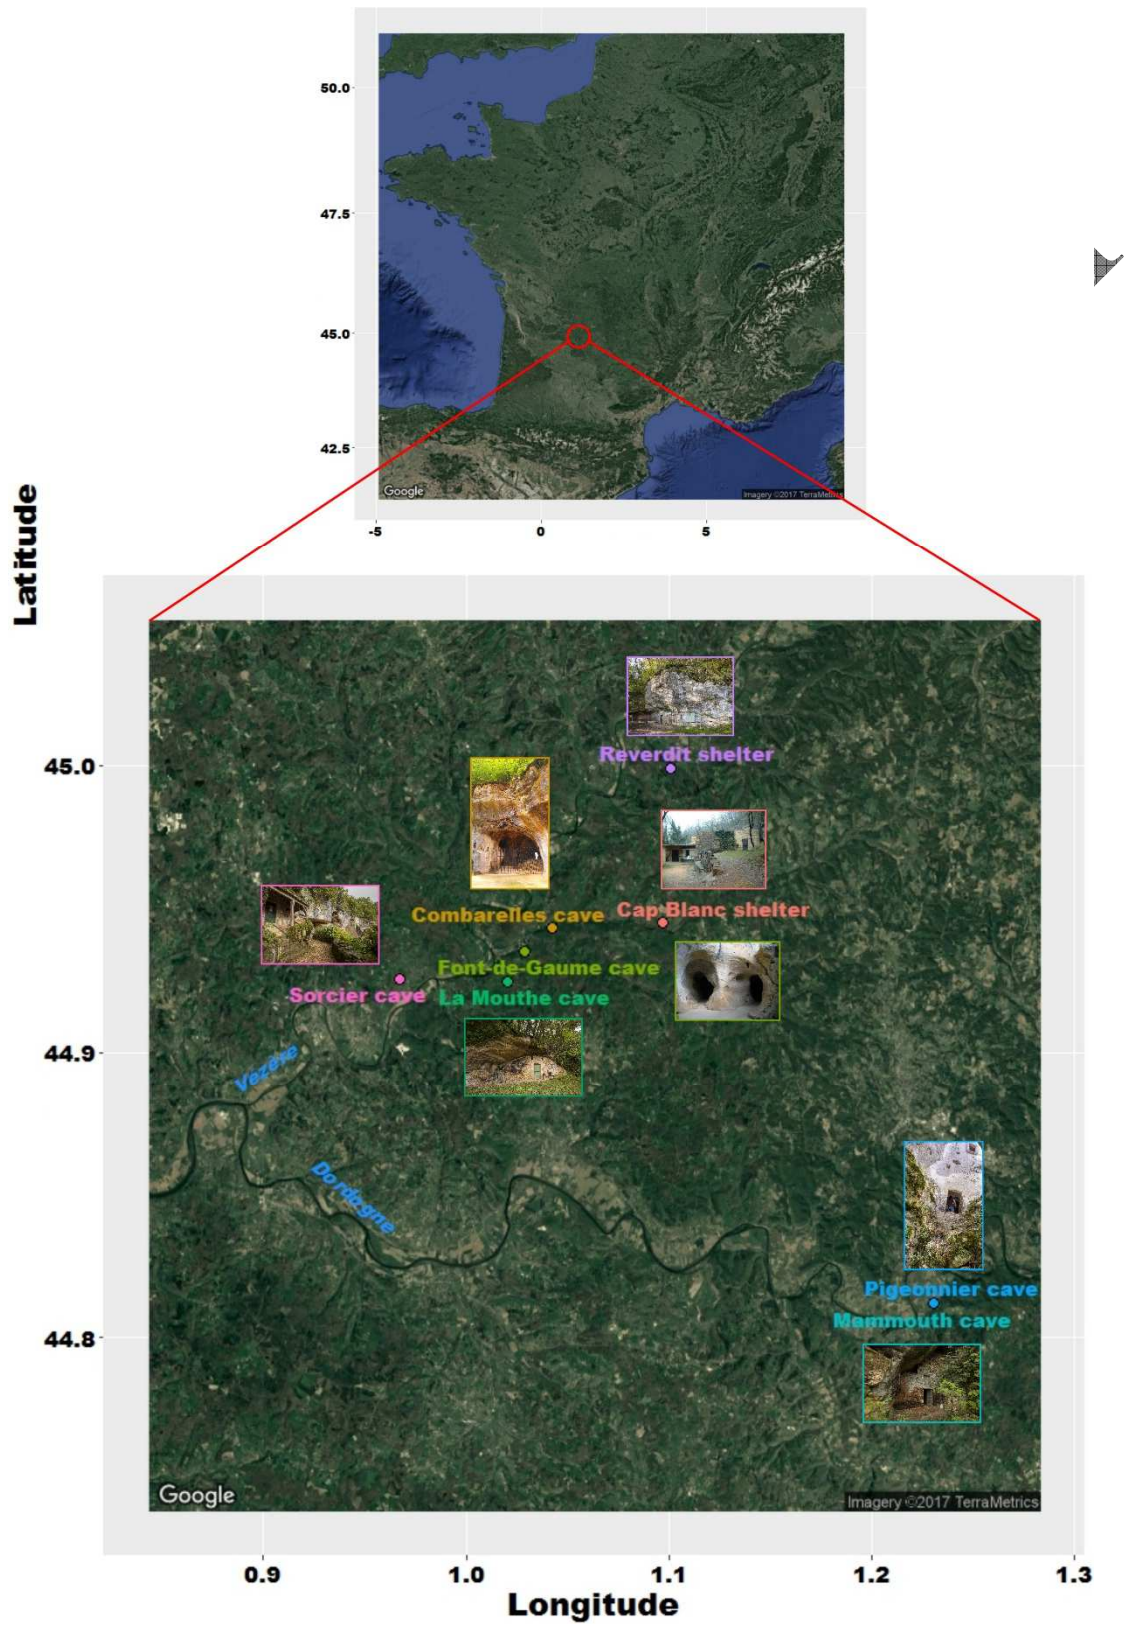 50.0
47.5
45.0
42.5
Google
Imagery ©2017 TerraMetrics
-5
0
5
Latitude
Reverdit shelter
45.0
Combarelles cave
Cap Blanc shelter
Font-de-Gaume cave
Sorcier cave
La Mouthe cave
44.9
Vézère
Dordogne
Pigeonnier cave
Mammouth cave
44.8
Google
Imagery ©2017 TerraMetrics
0.9
1.0
1.1
1.2
1.3
Longitude